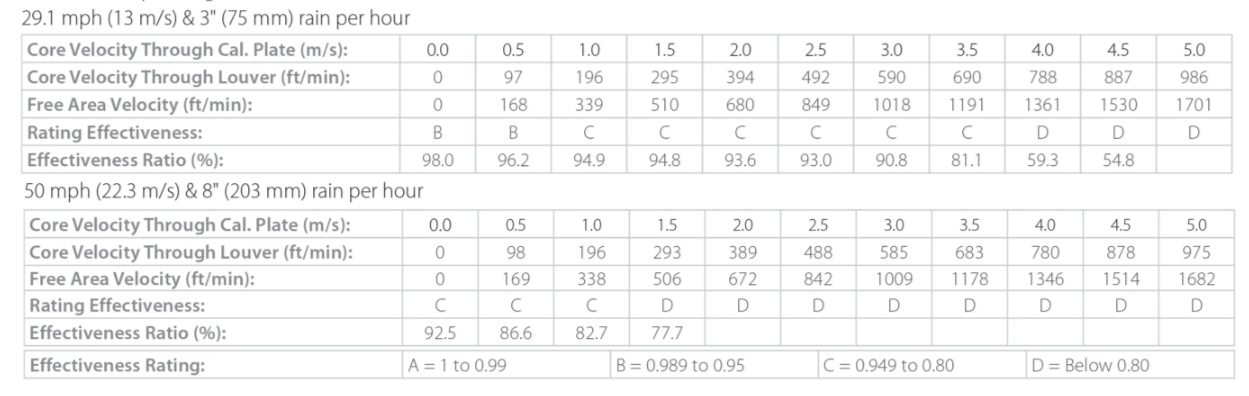 29.1 mph (13 m/s) & 3" (75 mm) rain per hour
Core Velocity Through Cal. Plate (m/s): 0.0 0.5 1.0 1.5 2.0 2.5 3.0 3.5 4.0 4.5 5.0
Core Velocity Through Louver (ft/min): 0 97 196 295 394 492 590 690 788 887 986
Free Area Velocity (ft/min): 0 168 339 510 680 849 1018 1191 1361 1530 1701
Rating Effectiveness: B B C C C C C C D D D
Effectiveness Ratio (%): 98.0 96.2 94.9 94.8 93.6 93.0 90.8 81.1 59.3 54.8
50 mph (22.3 m/s) & 8" (203 mm) rain per hour
Core Velocity Through Cal. Plate (m/s): 0.0 0.5 1.0 1.5 2.0 2.5 3.0 3.5 4.0 4.5 5.0
Core Velocity Through Louver (ft/min): 0 98 196 293 389 488 585 683 780 878 975
Free Area Velocity (ft/min): 0 169 338 506 672 842 1009 1178 1346 1514 1682
Rating Effectiveness: C C C D D D D D D D D
Effectiveness Ratio (%): 92.5 86.6 82.7 77.7
Effectiveness Rating: A = 1 to 0.99 B = 0.989 to 0.95 C = 0.949 to 0.80 D = Below 0.80